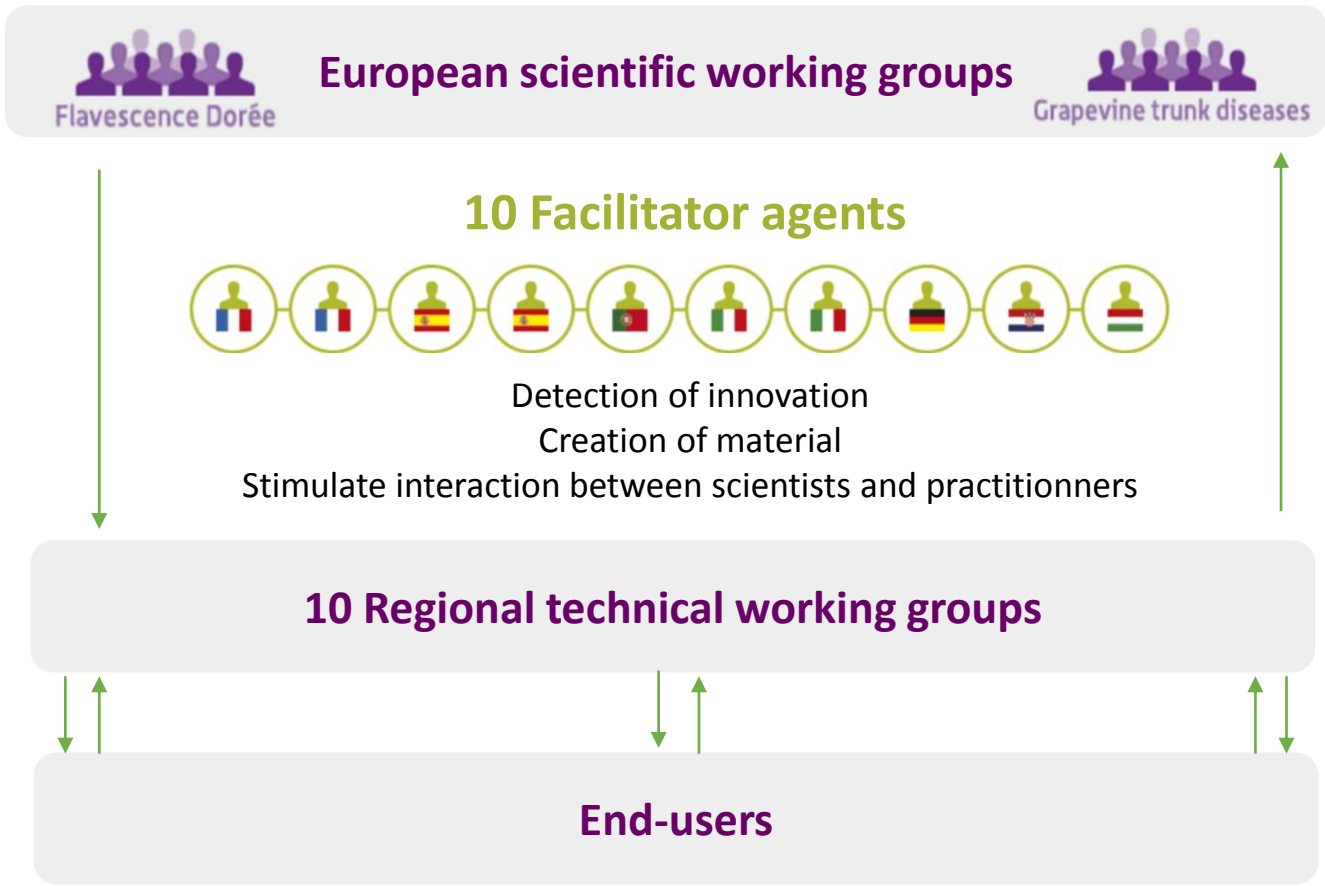 European scientific working groups
Flavescence Dorée
Grapevine trunk diseases
10 Facilitator agents
Detection of innovation
Creation of material
Stimulate interaction between scientists and practitionners
10 Regional technical working groups
End-users